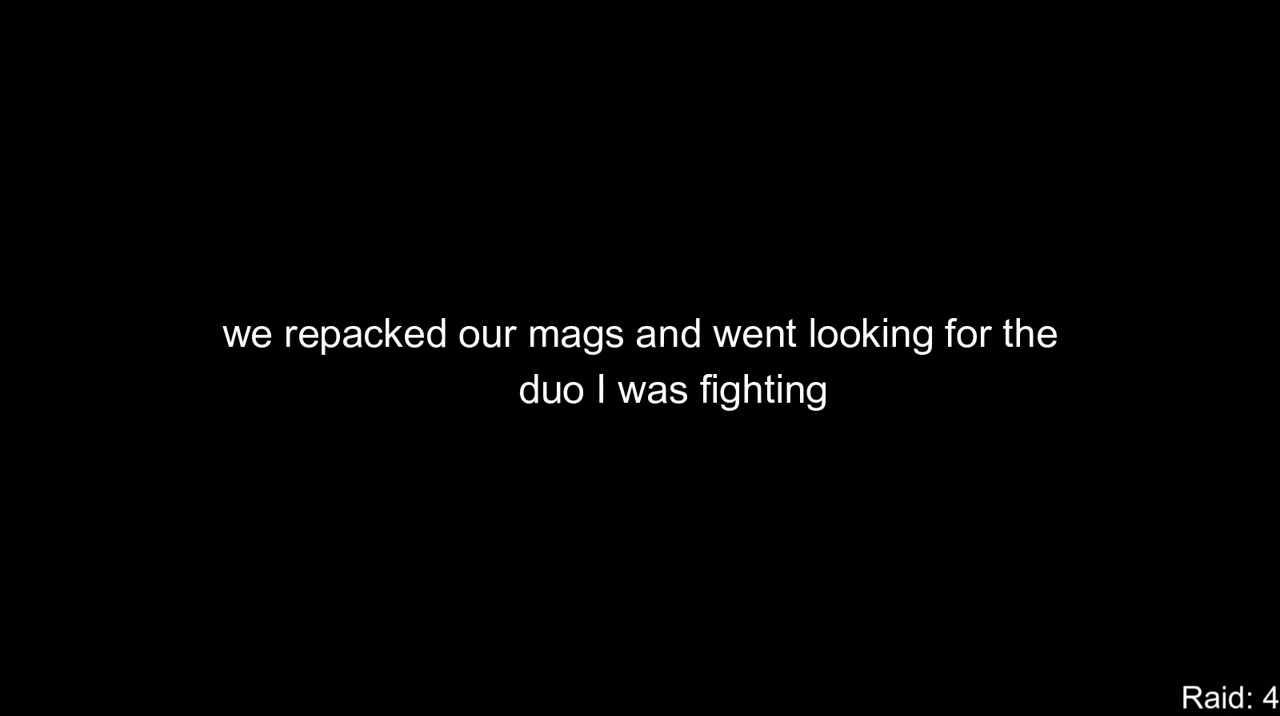 we repacked our mags and went looking for the
duo I was fighting
Raid: 4